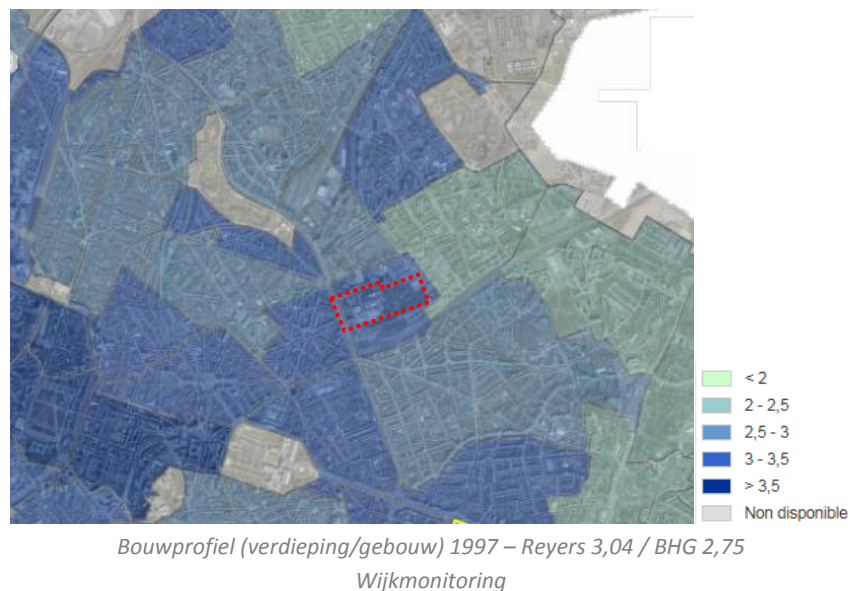 < 2
2 - 2,5
2,5 - 3
3 - 3,5
> 3,5
Non disponible
Bouwprofiel (verdieping/gebouw) 1997 – Reyers 3,04 / BHG 2,75
Wijkmonitoring